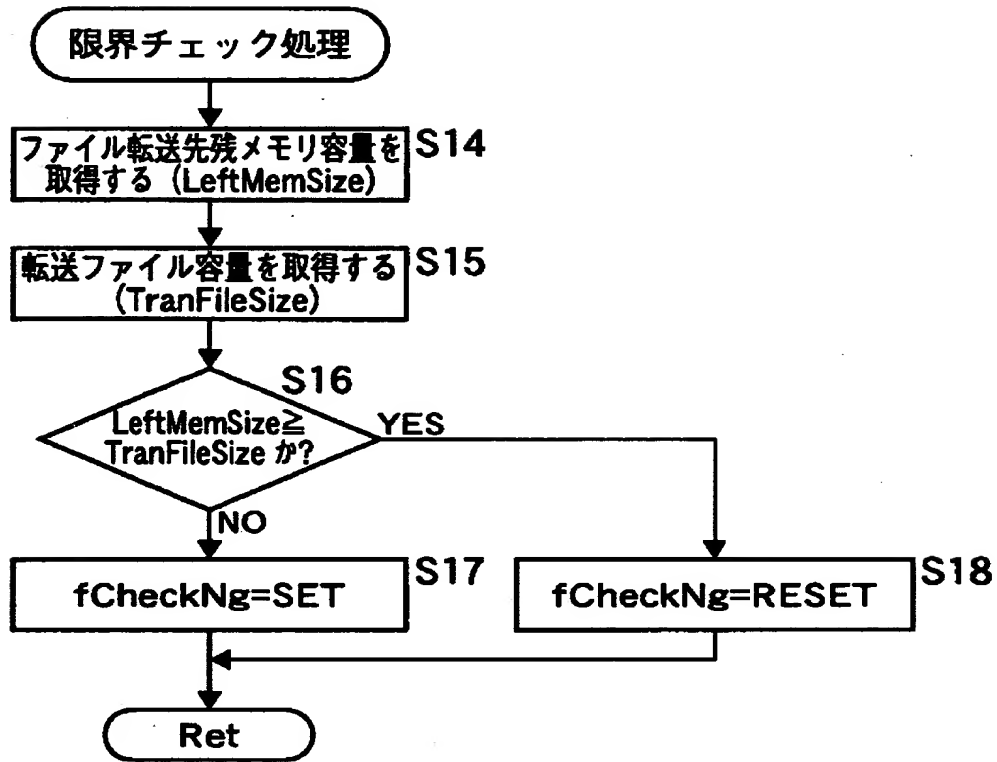 限界チェック処理
ファイル転送先残メモリ容量を
取得する (LeftMemSize)
S14
転送ファイル容量を取得する
(TranFileSize)
S15
S16
LeftMemSize≧
TranFileSize か?
YES
NO
fCheckNg=SET
S17
fCheckNg=RESET
S18
Ret